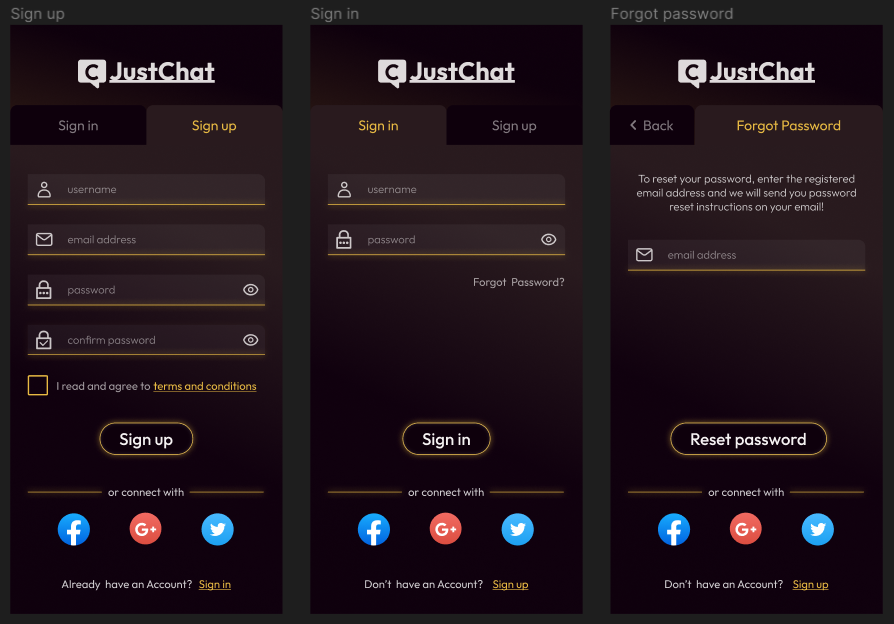 Sign up
JustChat
Sign in
Sign up
username
email address
password
confirm password
I read and agree to terms and conditions
Sign up
or connect with
G+
Already have an Account? Sign in
Sign in
JustChat
Sign in
Sign up
username
password
Forgot Password?
Sign in
or connect with
G+
Don't have an Account? Sign up
Forgot password
JustChat
Back
Forgot Password
To reset your password, enter the registered
email address and we will send you password
reset instructions on your email!
email address
Reset password
or connect with
G+
Don't have an Account? Sign up